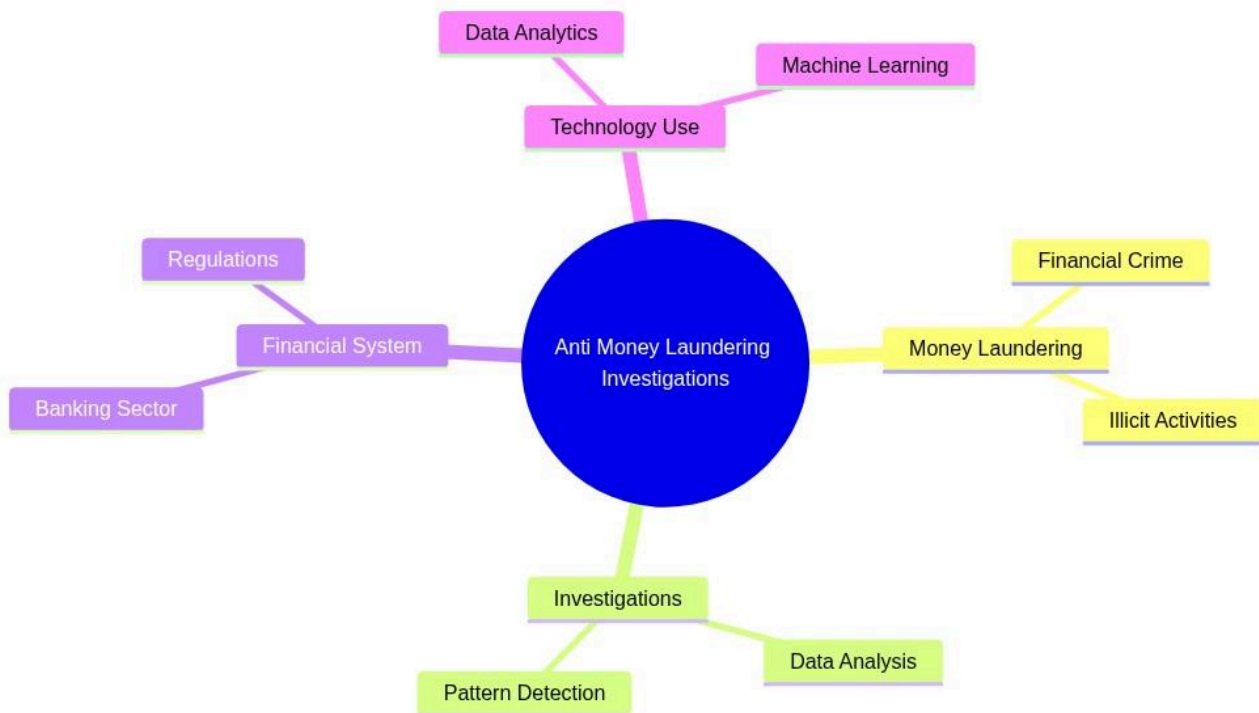 Data Analytics
Machine Learning
Technology Use
Regulations
Financial System
Banking Sector
Anti Money Laundering
Investigations
Financial Crime
Money Laundering
Illicit Activities
Investigations
Data Analysis
Pattern Detection